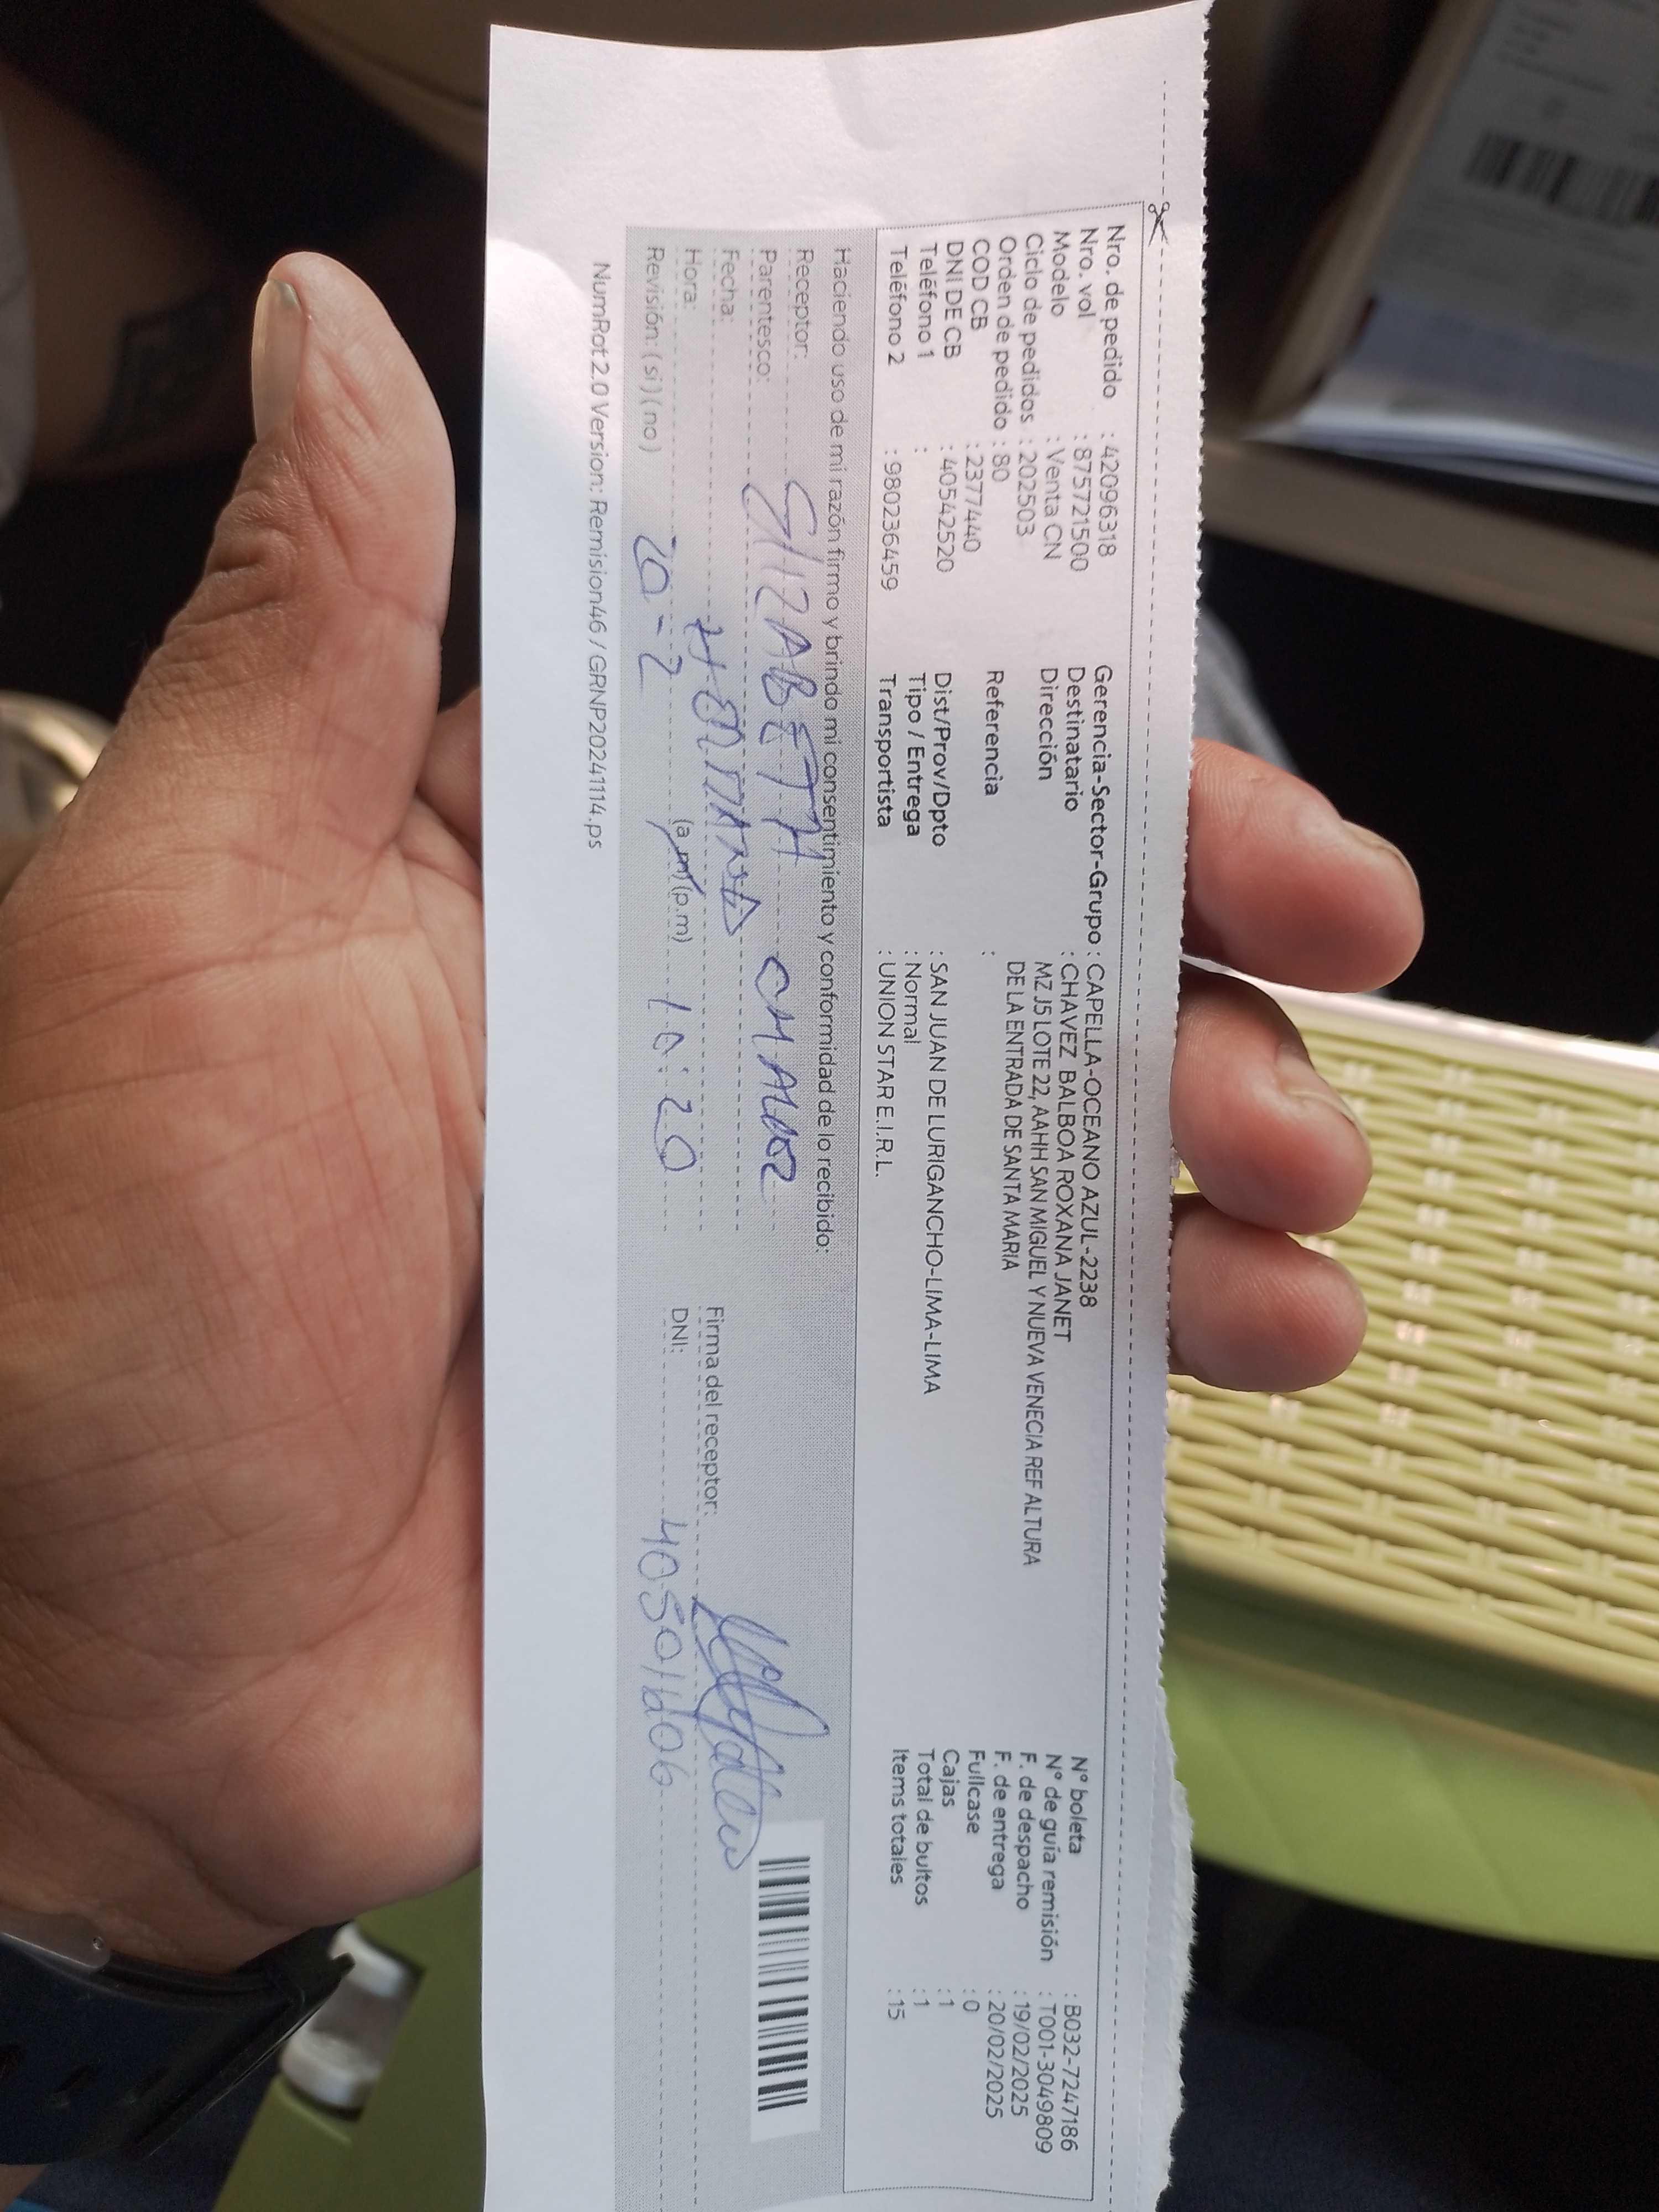 Nro. de pedido : 42096318
Nro. vol : 875721500
Modelo : Venta CN
Ciclo de pedidos : 202503
Orden de pedido : 80
COD CB : 2377440
DNI DE CB : 40542520
Teléfono 1 :
Teléfono 2 : 980236459
Gerencia-Sector-Grupo : CAPELLA-OCEANO AZUL-2238
Destinatario : CHAVEZ BALBOA ROXANA JANET
Dirección MZ J5 LOTE 22, AAHH SAN MIGUEL Y NUEVA VENECIA REF ALTURA
DE LA ENTRADA DE SANTA MARIA
Referencia :
Dist/Prov/Dpto : SAN JUAN DE LURIGANCHO-LIMA-LIMA
Tipo / Entrega : Normal
Transportista : UNION STAR E.I.R.L.
N° boleta : B032-7247186
N° de guía remisión : T001-3049809
F. de despacho : 19/02/2025
F. de entrega : 20/02/2025
Fullcase : 0
Cajas : 1
Total de bultos : 1
Items totales : 15
Haciendo uso de mi razón firmo y brindo mi consentimiento y conformidad de lo recibido:
Receptor:
Parentesco:
Fecha: 20-2
Hora: (a.m) (p.m) 10:20
Revisión: ( si ) ( no )
Firma del receptor:
DNI:
NumRot2.0 Version: Remision46 / GRNP20241114.ps